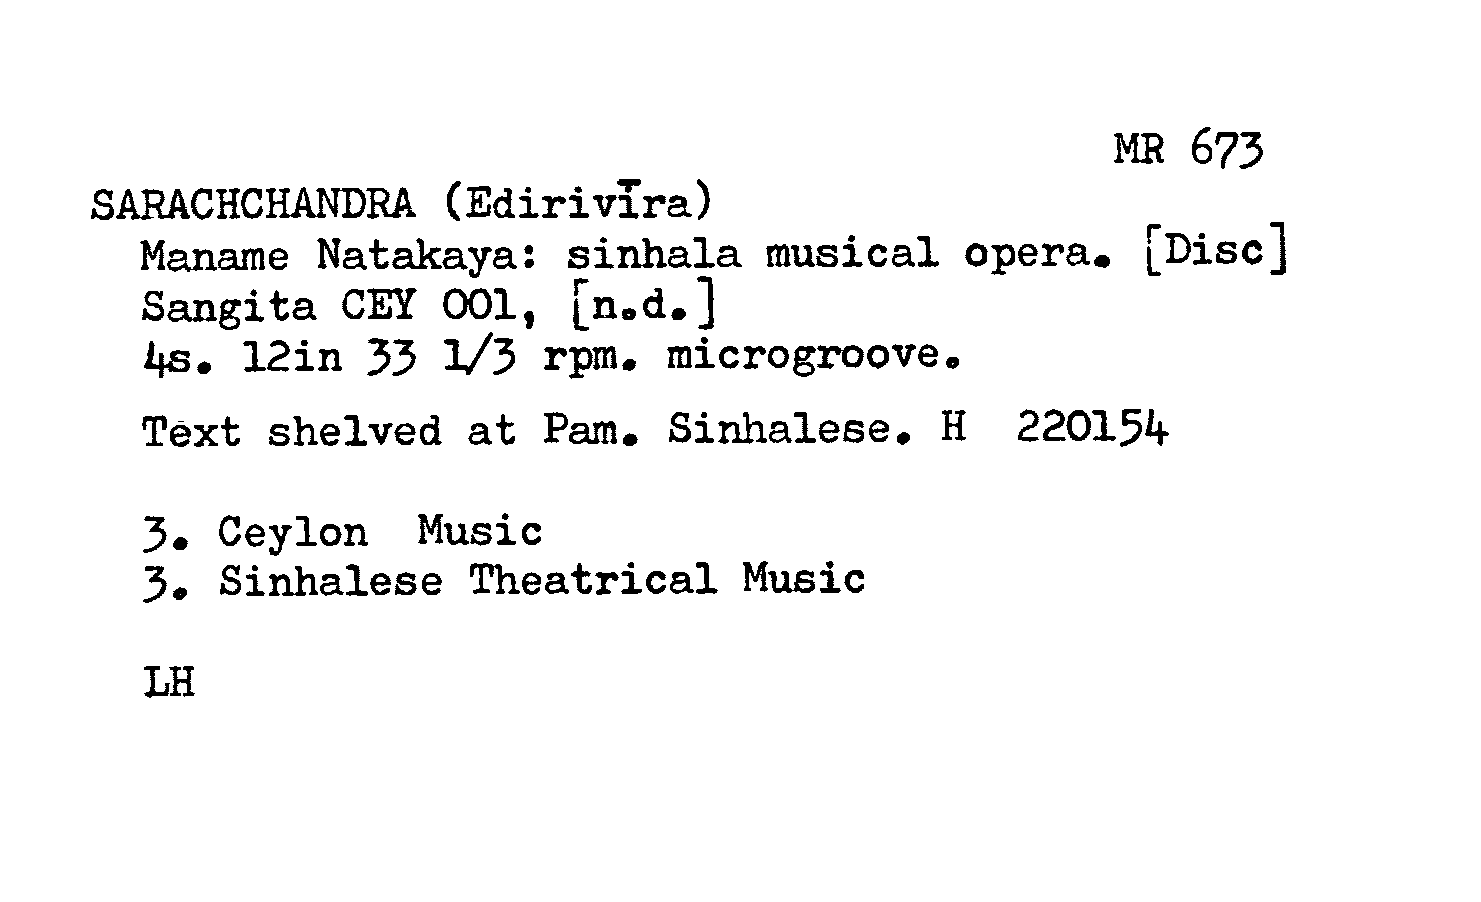 MR 673
SARACHCHANDRA (Edirivīra)
Maname Natakaya: sinhala musical opera. [Disc]
Sangita CEY 001, [n.d.]
4s. 12in 33 1/3 rpm. microgroove.
Text shelved at Pam. Sinhalese. H 220154
3. Ceylon Music
3. Sinhalese Theatrical Music
LH